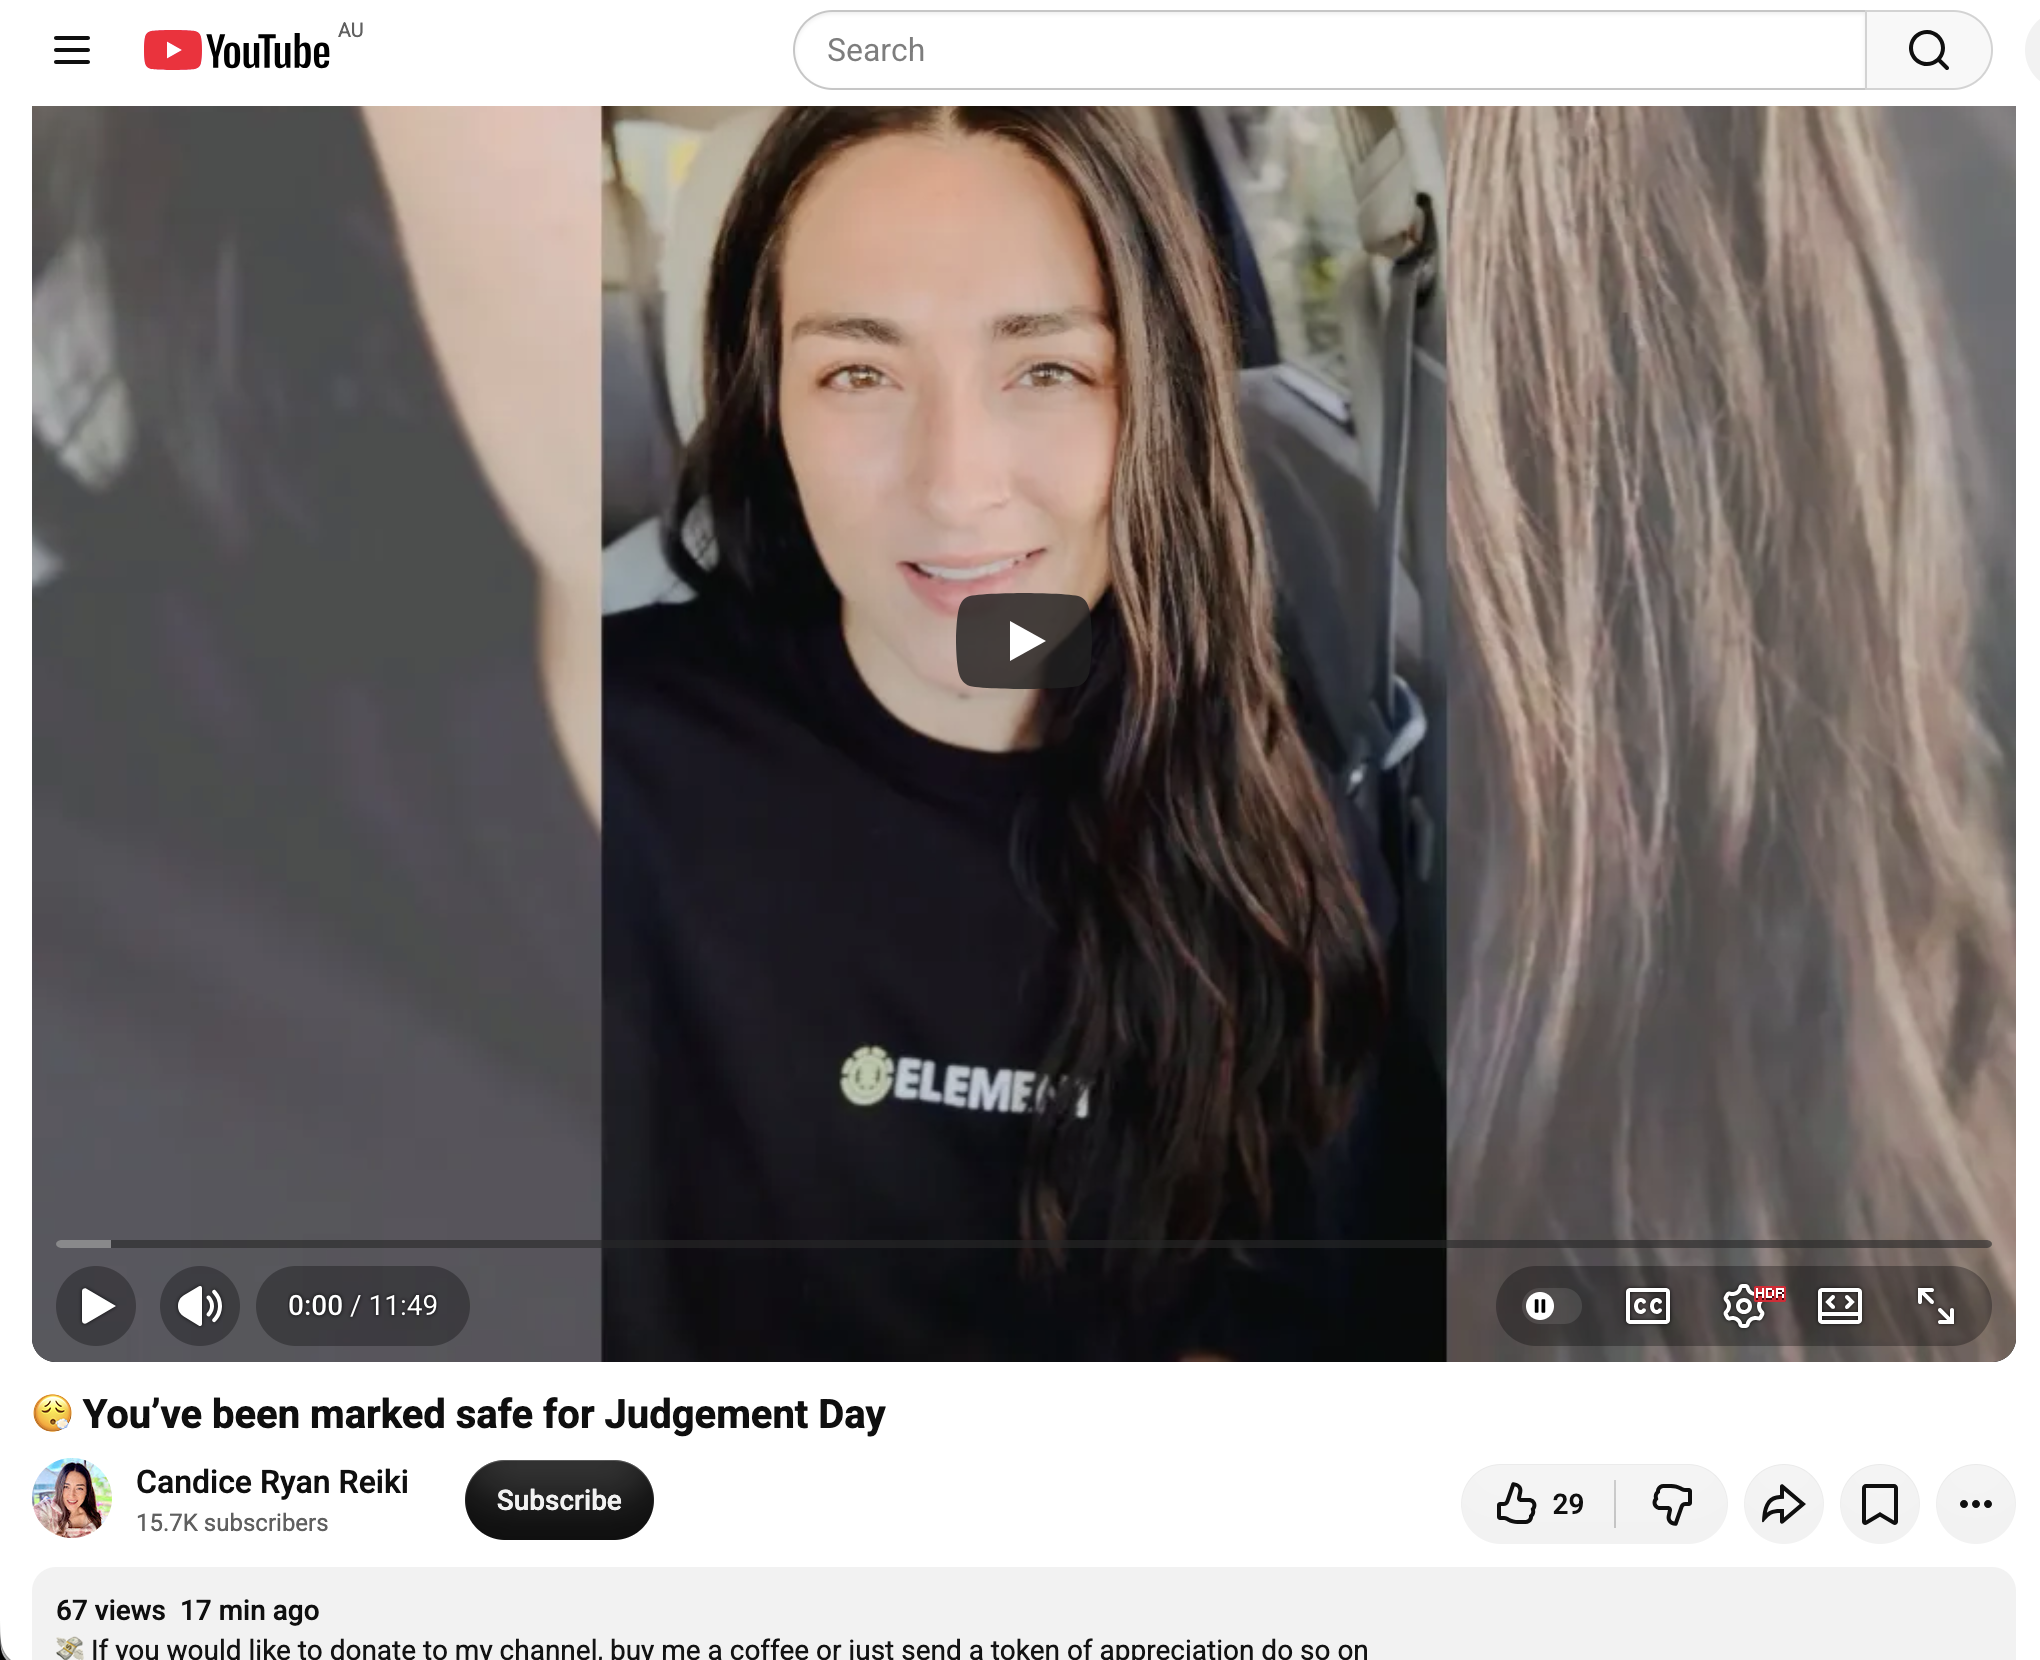 YouTube AU
Search
ELEMENT
0:00 / 11:49
CC
HDR
😮‍💨 You’ve been marked safe for Judgement Day
Candice Ryan Reiki
15.7K subscribers
Subscribe
29
67 views 17 min ago
💸 If you would like to donate to my channel, buy me a coffee or just send a token of appreciation do so on